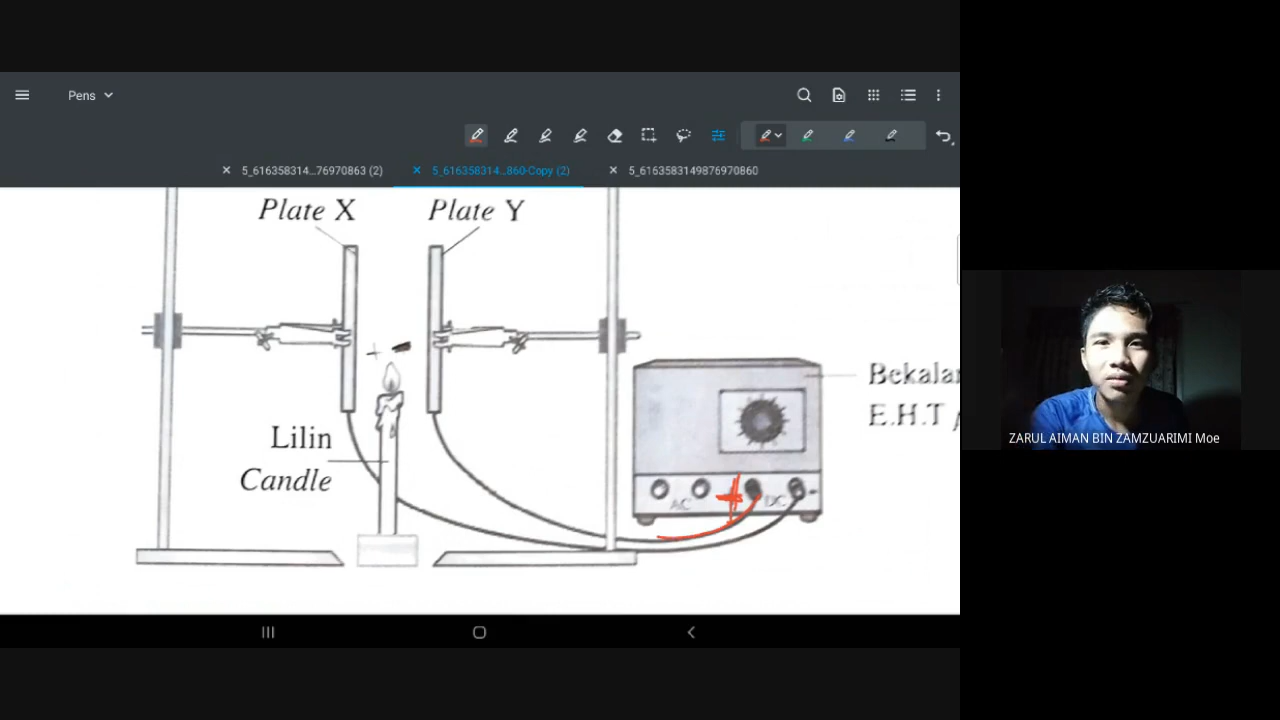 Pens
5_616358314...76970863 (2)
5_616358314...860-Copy (2)
5_6163583149876970860
Plate X
Plate Y
Bekalan
E.H.T
Lilin
Candle
AC
+
DC
-
+ -
ZARUL AIMAN BIN ZAMZUARIMI Moe